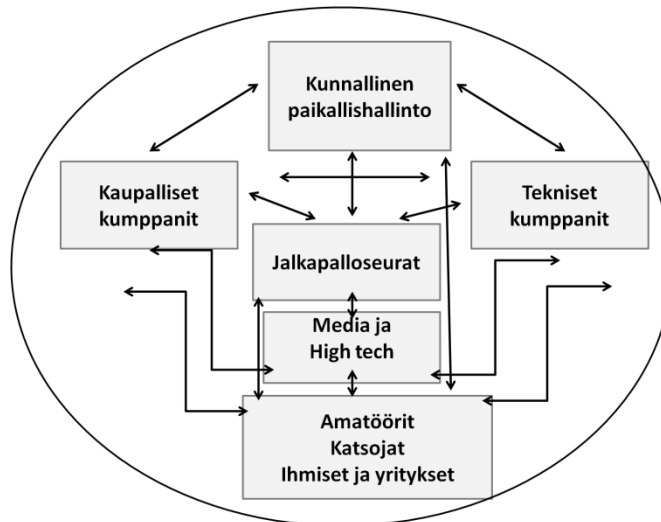 Kunnallinen
paikallishallinto
Kaupalliset
kumppanit
Tekniset
kumppanit
Jalkapalloseurat
Media ja
High tech
Amatöörit
Katsojat
Ihmiset ja yritykset